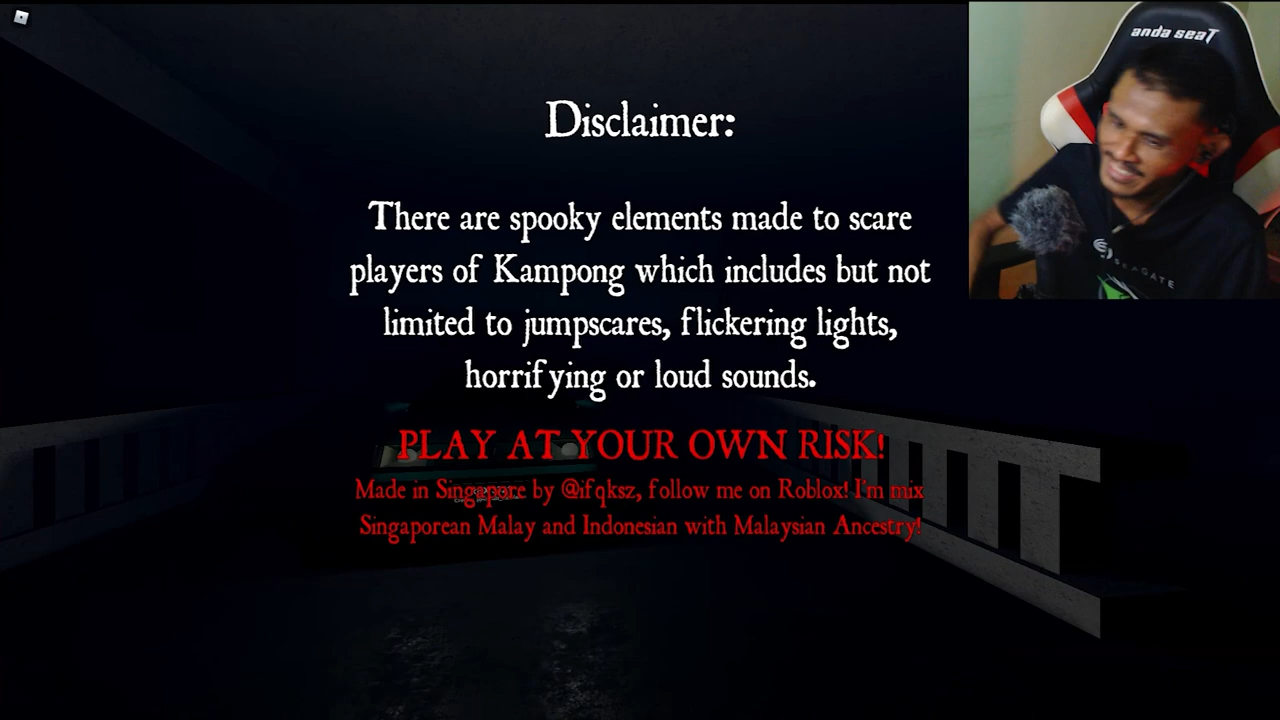 anda seaT
Disclaimer:
There are spooky elements made to scare
players of Kampong which includes but not
limited to jumpscares, flickering lights,
horrifying or loud sounds.
PLAY AT YOUR OWN RISK!
Made in Singapore by @ifqksz, follow me on Roblox! I'm mix
Singaporean Malay and Indonesian with Malaysian Ancestry!
SEAGATE